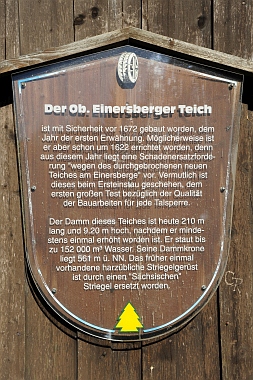 Der Ob. Einersberger Teich
ist mit Sicherheit vor 1672 gebaut worden, dem
Jahr der ersten Erwähnung. Möglicherweise ist
er aber schon um 1622 errichtet worden, denn
aus diesem Jahr liegt eine Schadenersatzforde-
rung "wegen des durchgebrochenen neuen
Teiches am Einersberge" vor. Vermutlich ist
dieses beim Ersteinstau geschehen, dem
ersten großen Test bezüglich der Qualität
der Bauarbeiten für jede Talsperre.
Der Damm dieses Teiches ist heute 210 m
lang und 9.20 m hoch, nachdem er minde-
stens einmal erhöht worden ist. Er staut bis
zu 152 000 m³ Wasser. Seine Dammkrone
liegt 561 m ü. NN. Das früher einmal
vorhandene harzübliche Striegelgerüst
ist durch einen "Sächsischen"
Striegel ersetzt worden.